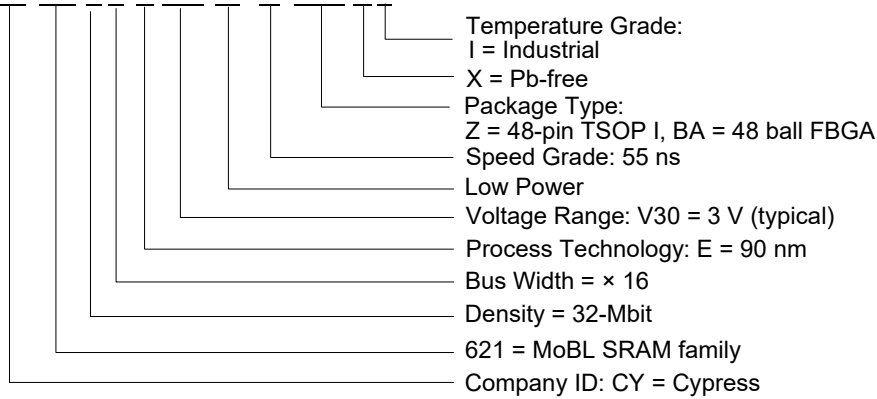 Temperature Grade:
I = Industrial
X = Pb-free
Package Type:
Z = 48-pin TSOP I, BA = 48 ball FBGA
Speed Grade: 55 ns
Low Power
Voltage Range: V30 = 3 V (typical)
Process Technology: E = 90 nm
Bus Width = × 16
Density = 32-Mbit
621 = MoBL SRAM family
Company ID: CY = Cypress